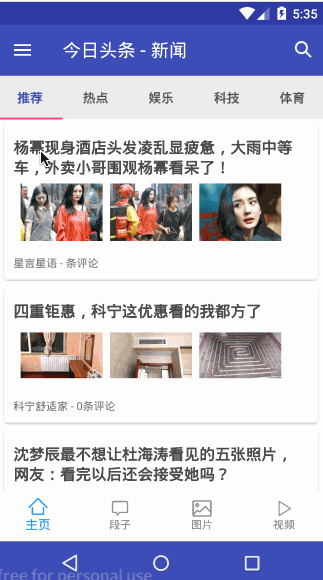 5:35
今日头条 - 新闻
推荐 热点 娱乐 科技 体育
杨幂现身酒店头发凌乱显疲惫，大雨中等
车，外卖小哥围观杨幂看呆了！
星言星语 - 条评论
四重钜惠，科宁这优惠看的我都方了
科宁舒适家 - 0条评论
沈梦辰最不想让杜海涛看见的五张照片，
网友：看完以后还会接受她吗？
主页 段子 图片 视频
free for personal use